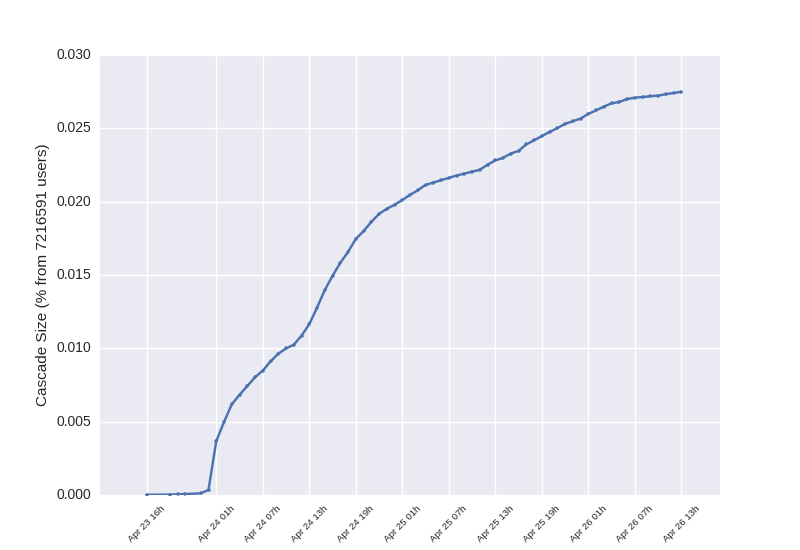 0.030
0.025
0.020
0.015
0.010
0.005
0.000
Cascade Size (% from 7216591 users)
Apr 23 16h
Apr 24 01h
Apr 24 07h
Apr 24 13h
Apr 24 19h
Apr 25 01h
Apr 25 07h
Apr 25 13h
Apr 25 19h
Apr 26 01h
Apr 26 07h
Apr 26 13h